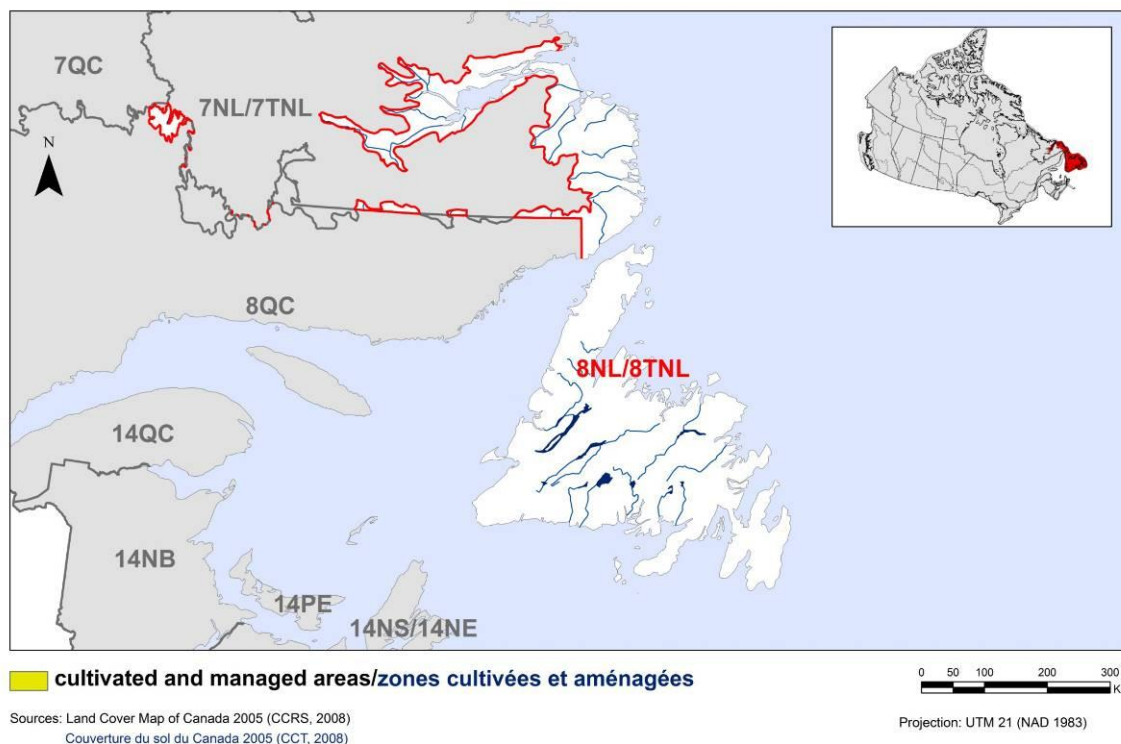 7QC
7NL/7TNL
N
8QC
8NL/8TNL
14QC
14NB
14PE
14NS/14NE
cultivated and managed areas/zones cultivées et aménagées
0 50 100 200 300
K
Sources: Land Cover Map of Canada 2005 (CCRS, 2008)
Couverture du sol du Canada 2005 (CCT, 2008)
Projection: UTM 21 (NAD 1983)